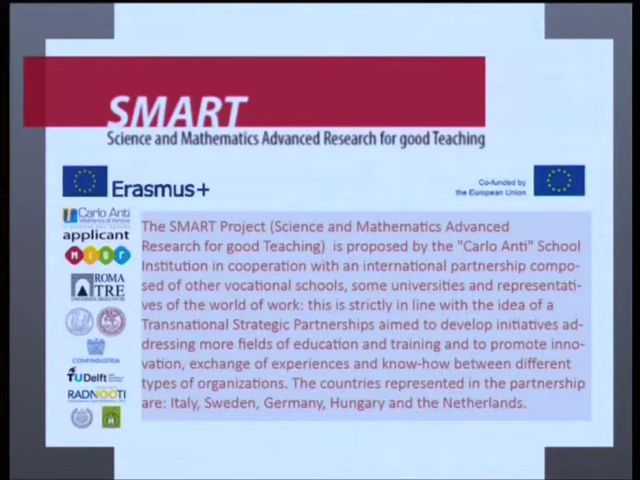 SMART
Science and Mathematics Advanced Research for good Teaching
Erasmus+
Co-funded by
the European Union
Carlo Anti
applicant
MIUR
ROMA
TRE
CONFINDUSTRIA
TUDelft
RADNOOTI
The SMART Project (Science and Mathematics Advanced
Research for good Teaching) is proposed by the "Carlo Anti" School
Institution in cooperation with an international partnership compo-
sed of other vocational schools, some universities and representati-
ves of the world of work: this is strictly in line with the idea of a
Transnational Strategic Partnerships aimed to develop initiatives ad-
dressing more fields of education and training and to promote inno-
vation, exchange of experiences and know-how between different
types of organizations. The countries represented in the partnership
are: Italy, Sweden, Germany, Hungary and the Netherlands.